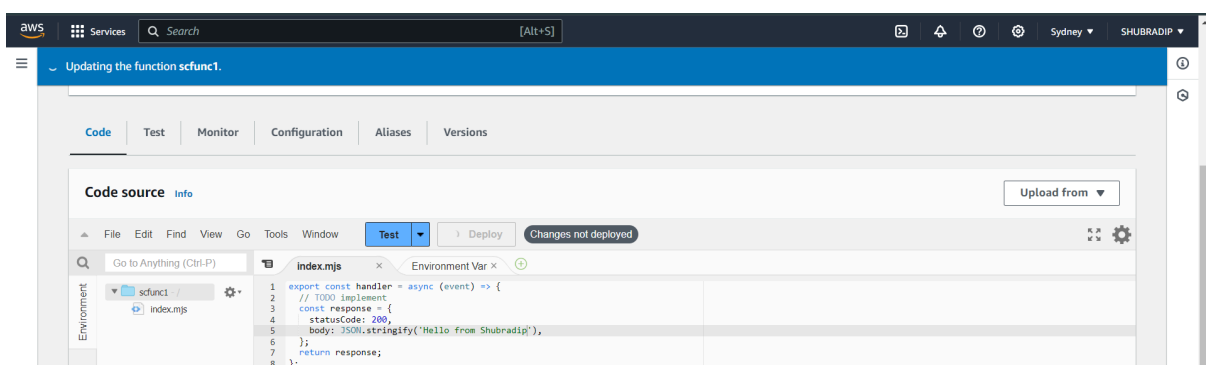 aws Services Search [Alt+S] Sydney ▼ SHUBRADIP ▼
Updating the function scfunc1.
Code Test Monitor Configuration Aliases Versions
Code source Info Upload from ▼
File Edit Find View Go Tools Window Test Deploy Changes not deployed
Go to Anything (Ctrl-P) index.mjs × Environment Var ×
Environment
scfunc1 - /
index.mjs
1 export const handler = async (event) => {
2 // TODO implement
3 const response = {
4 statusCode: 200,
5 body: JSON.stringify('Hello from Shubradip'),
6 };
7 return response;
8 };